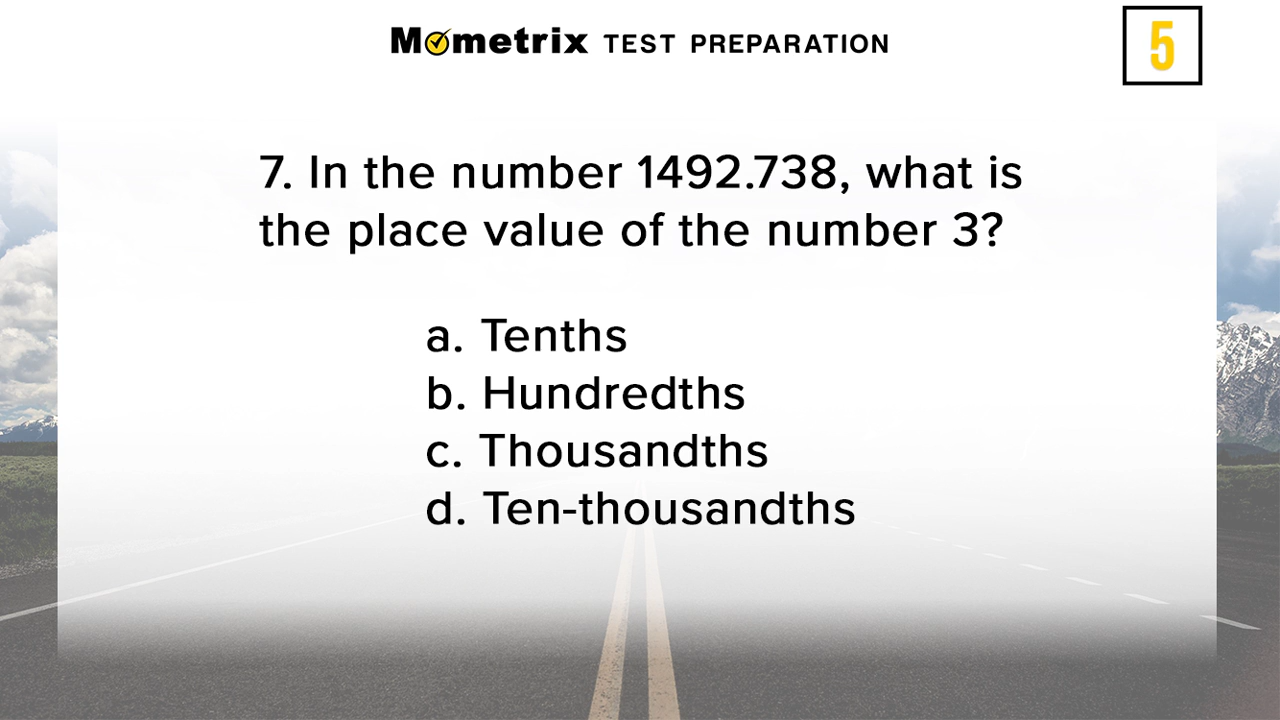 Mometrix TEST PREPARATION
5
7. In the number 1492.738, what is
the place value of the number 3?
a. Tenths
b. Hundredths
c. Thousandths
d. Ten-thousandths